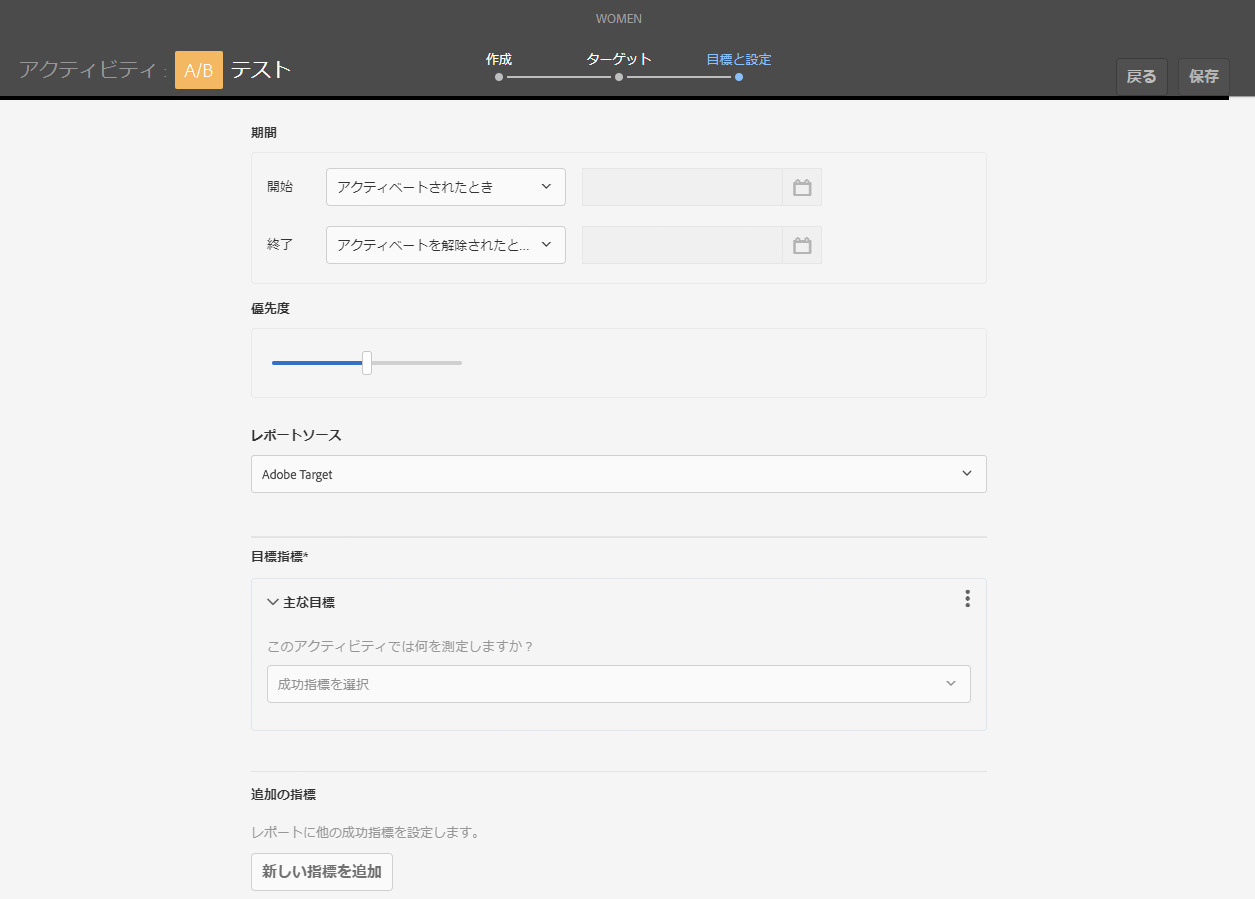 WOMEN
アクティビティ : A/B テスト
作成 ターゲット 目標と設定
戻る 保存
期間
開始 アクティベートされたとき
終了 アクティベートを解除されたと...
優先度
レポートソース
Adobe Target
目標指標*
主な目標
このアクティビティでは何を測定しますか？
成功指標を選択
追加の指標
レポートに他の成功指標を設定します。
新しい指標を追加